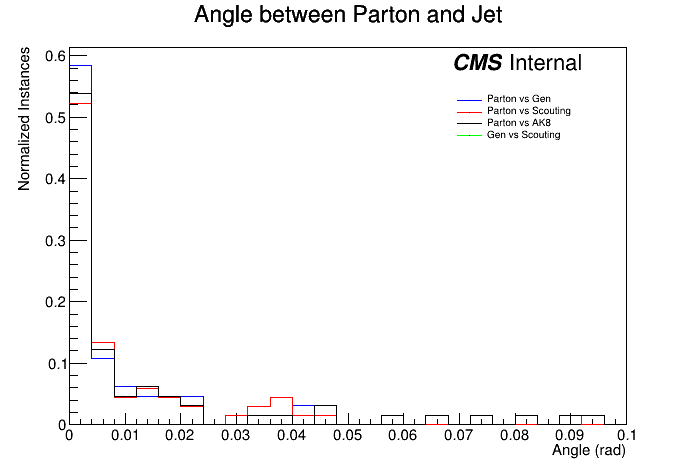 Angle between Parton and Jet
Normalized Instances
CMS Internal
Parton vs Gen
Parton vs Scouting
Parton vs AK8
Gen vs Scouting
0.6
0.5
0.4
0.3
0.2
0.1
0
0 0.01 0.02 0.03 0.04 0.05 0.06 0.07 0.08 0.09 0.1
Angle (rad)